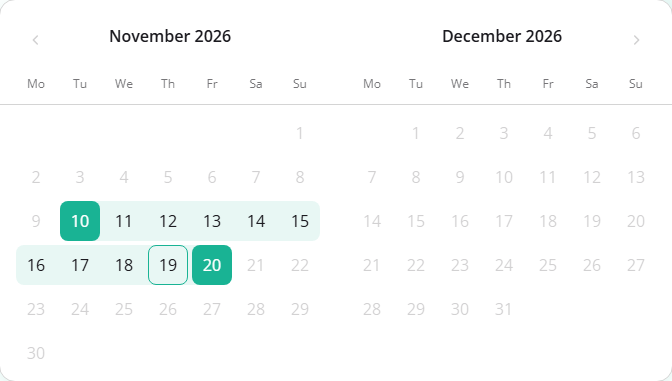 November 2026
Mo Tu We Th Fr Sa Su
1
2 3 4 5 6 7 8
9 10 11 12 13 14 15
16 17 18 19 20 21 22
23 24 25 26 27 28 29
30
December 2026
Mo Tu We Th Fr Sa Su
1 2 3 4 5 6
7 8 9 10 11 12 13
14 15 16 17 18 19 20
21 22 23 24 25 26 27
28 29 30 31